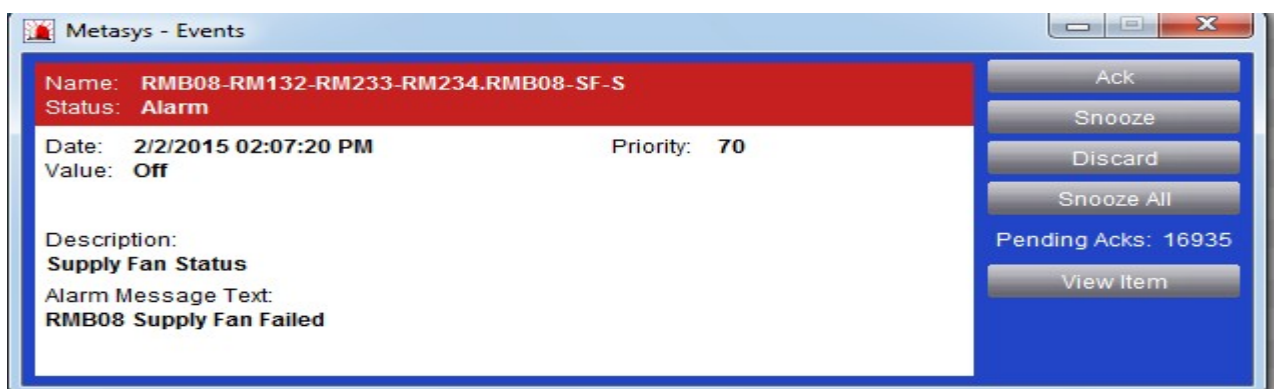 Metasys - Events
Name: RMB08-RM132-RM233-RM234.RMB08-SF-S
Status: Alarm
Date: 2/2/2015 02:07:20 PM Priority: 70
Value: Off
Description:
Supply Fan Status
Alarm Message Text:
RMB08 Supply Fan Failed
Ack
Snooze
Discard
Snooze All
Pending Acks: 16935
View Item